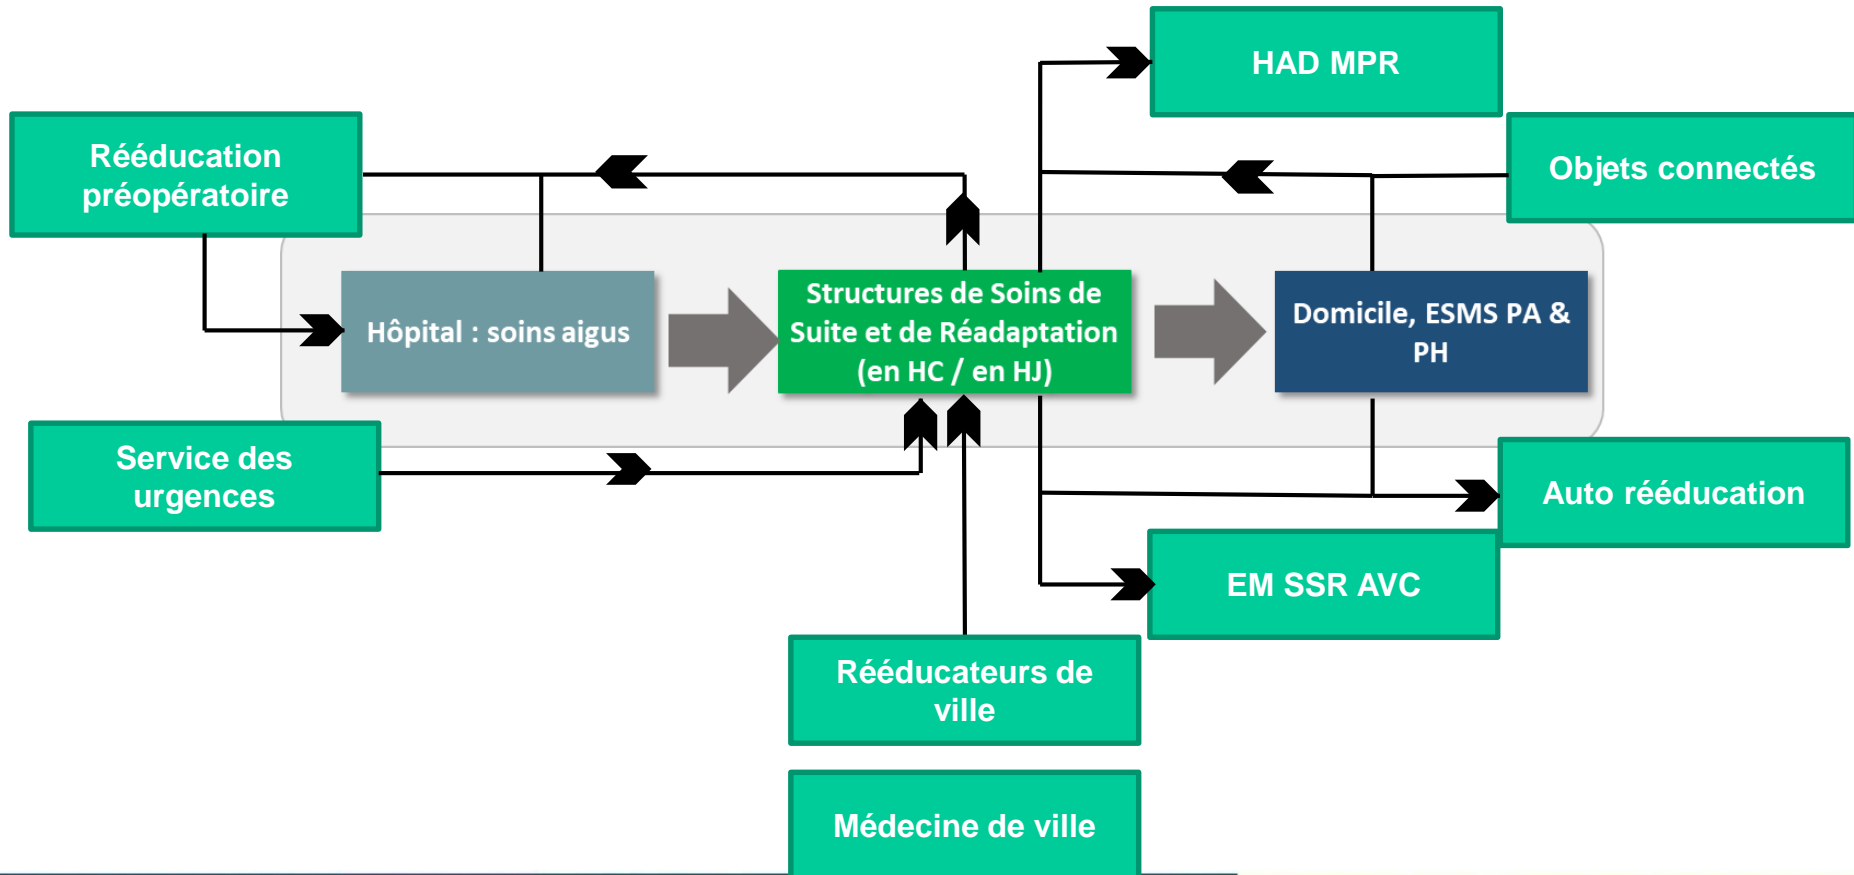 HAD MPR
Rééducation
préopératoire
Objets connectés
Hôpital : soins aigus
Structures de Soins de
Suite et de Réadaptation
(en HC / en HJ)
Domicile, ESMS PA &
PH
Service des
urgences
Auto rééducation
EM SSR AVC
Rééducateurs de
ville
Médecine de ville